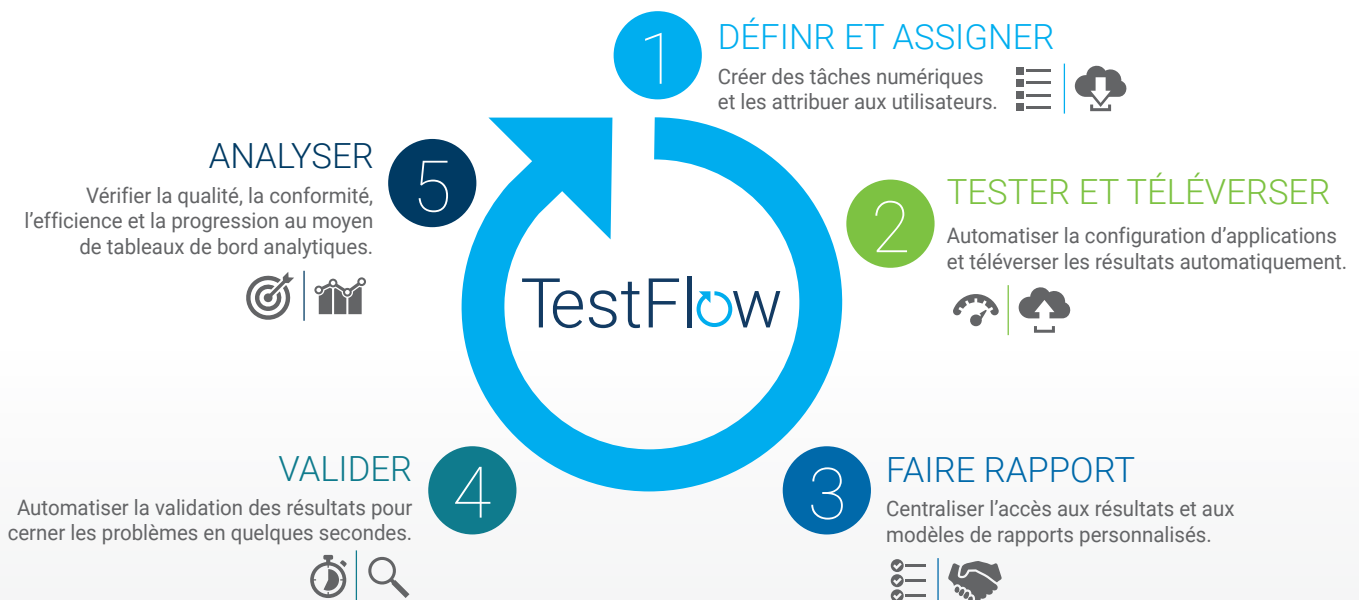 1
DÉFINR ET ASSIGNER
Créer des tâches numériques
et les attribuer aux utilisateurs.
2
TESTER ET TÉLÉVERSER
Automatiser la configuration d'applications
et téléverser les résultats automatiquement.
3
FAIRE RAPPORT
Centraliser l'accès aux résultats et aux
modèles de rapports personnalisés.
4
VALIDER
Automatiser la validation des résultats pour
cerner les problèmes en quelques secondes.
5
ANALYSER
Vérifier la qualité, la conformité,
l'efficience et la progression au moyen
de tableaux de bord analytiques.
TestFlow